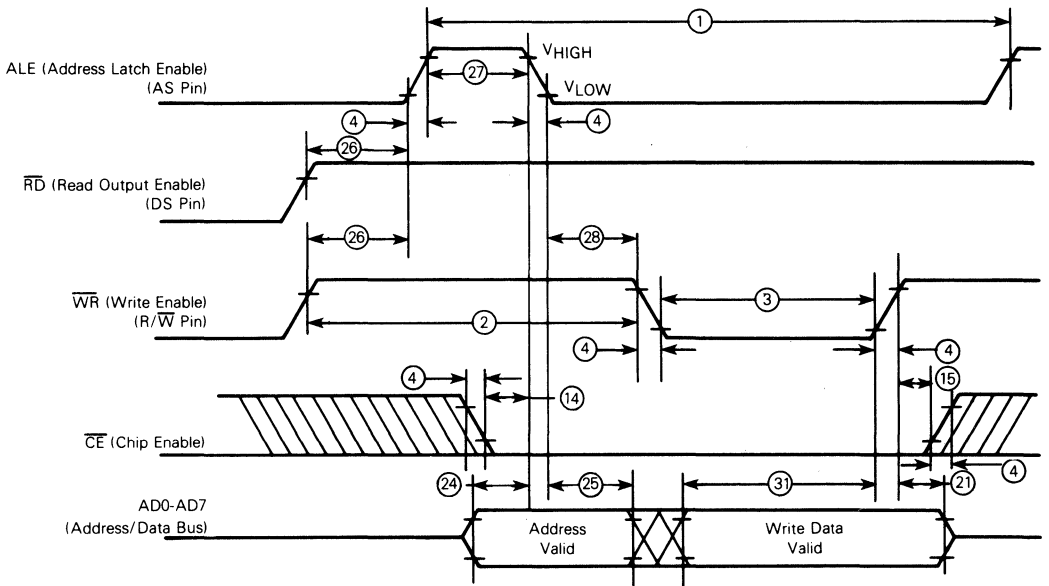 1
ALE (Address Latch Enable)
(AS Pin)
VHIGH
27
VLOW
4
4
26
RD (Read Output Enable)
(DS Pin)
26
28
WR (Write Enable)
(R/W Pin)
3
2
4
4
4
15
14
CE (Chip Enable)
4
24
25
31
21
AD0-AD7
(Address/Data Bus)
Address
Valid
Write Data
Valid